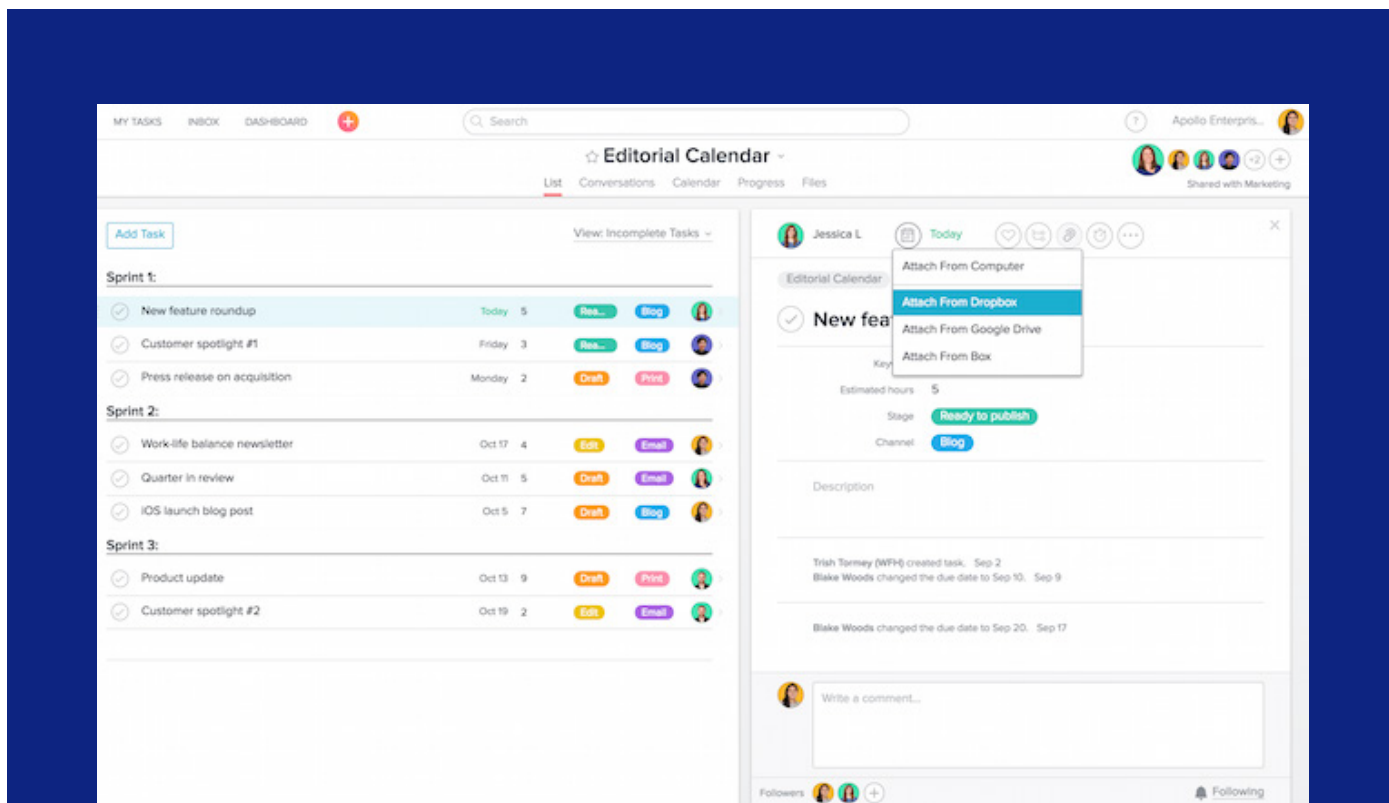 MY TASKS INBOX DASHBOARD
Search
? Apollo Enterpris...
Editorial Calendar
+2
List Conversations Calendar Progress Files
Shared with Marketing
Add Task
View: Incomplete Tasks
Sprint 1:
New feature roundup Today 5 Rea... Blog
Customer spotlight #1 Friday 3 Rea... Blog
Press release on acquisition Monday 2 Draft Print
Sprint 2:
Work-life balance newsletter Oct 17 4 Edit Email
Quarter in review Oct 11 5 Draft Email
iOS launch blog post Oct 5 7 Draft Blog
Sprint 3:
Product update Oct 13 9 Draft Print
Customer spotlight #2 Oct 19 2 Edit Email
Jessica L Today
Attach From Computer
Attach From Dropbox
Attach From Google Drive
Attach From Box
Editorial Calendar
New fea
Key
Estimated hours 5
Stage Ready to publish
Channel Blog
Description
Trish Tormey (WFH) created task. Sep 2
Blake Woods changed the due date to Sep 10. Sep 9
Blake Woods changed the due date to Sep 20. Sep 17
Write a comment...
Followers
Following